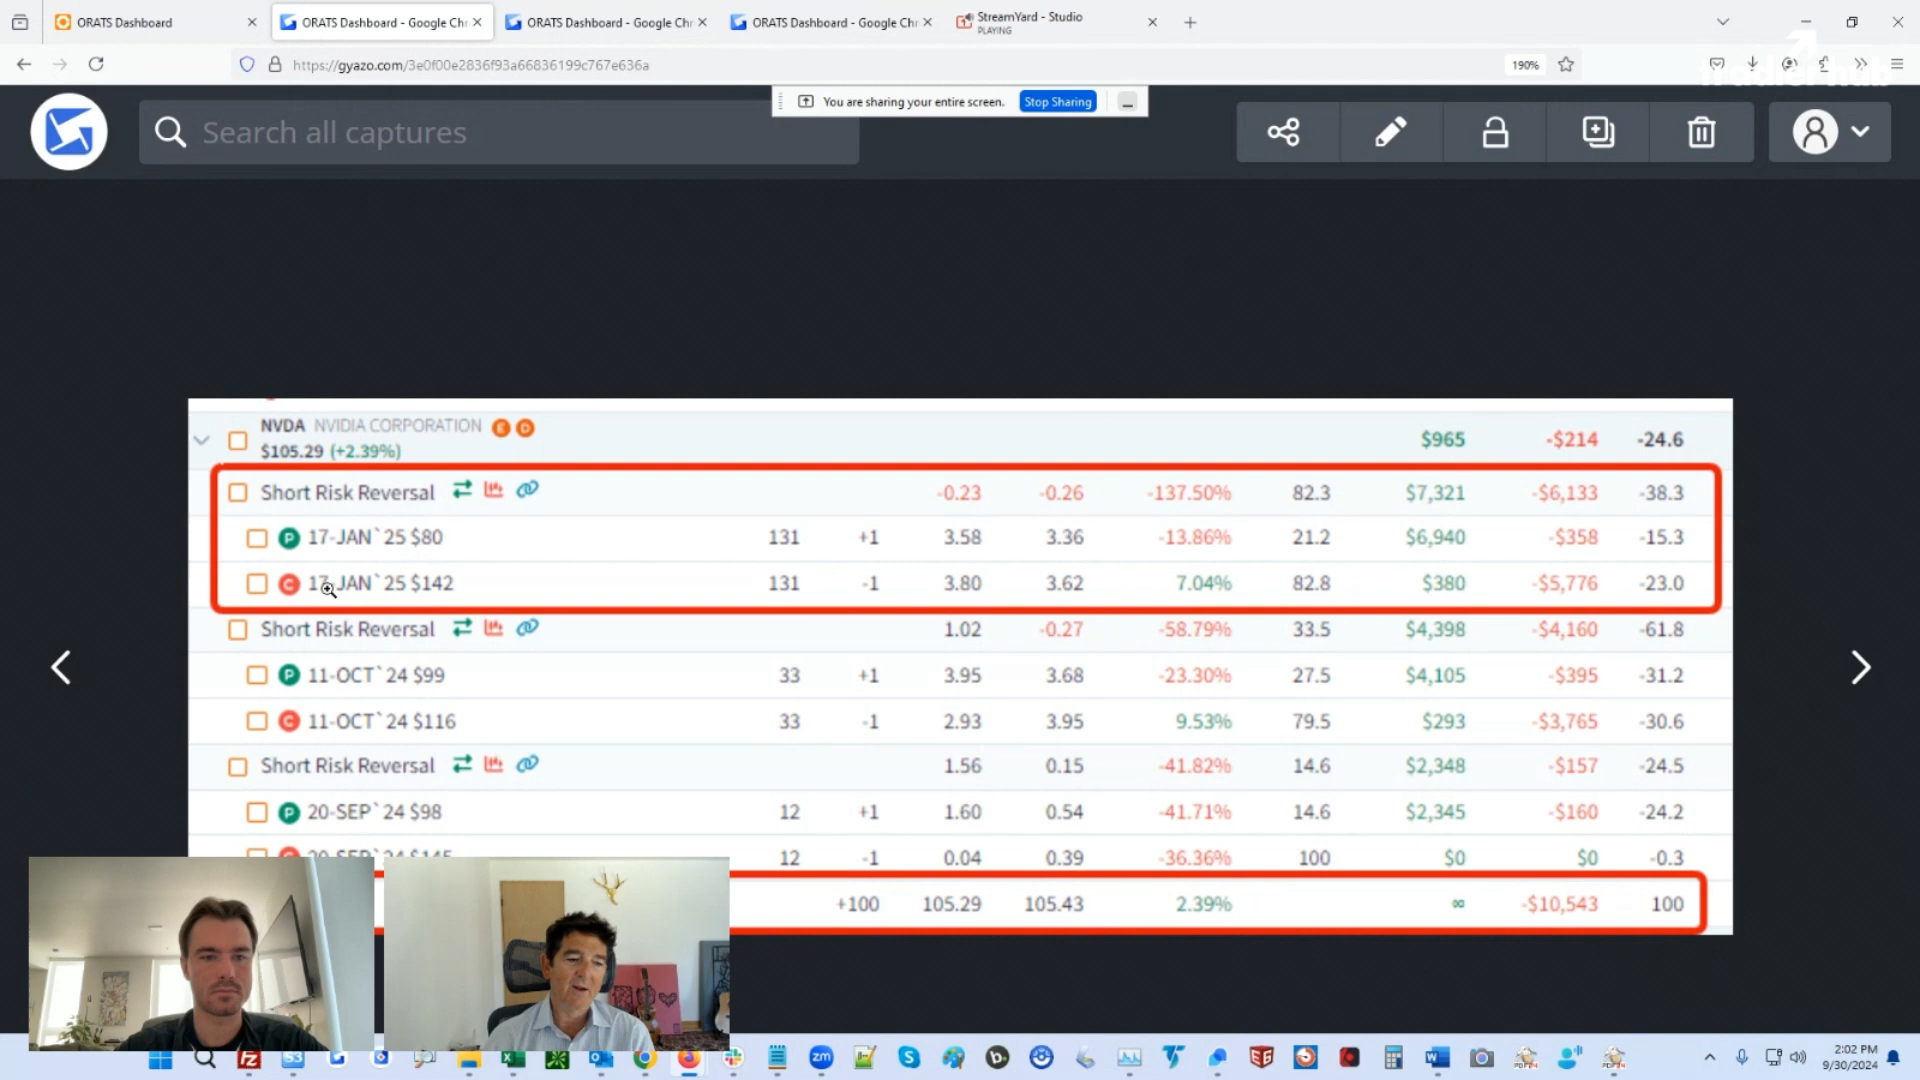 ORATS Dashboard
ORATS Dashboard - Google Chr
ORATS Dashboard - Google Chr
ORATS Dashboard - Google Chr
StreamYard - Studio
PLAYING
https://gyazo.com/3e0f00e2836f93a66836199c767e636a
190%
tradier hub
You are sharing your entire screen. Stop Sharing
Search all captures
NVDA NVIDIA CORPORATION E D
$105.29 (+2.39%) $965 -$214 -24.6
Short Risk Reversal -0.23 -0.26 -137.50% 82.3 $7,321 -$6,133 -38.3
P 17-JAN`25 $80 131 +1 3.58 3.36 -13.86% 21.2 $6,940 -$358 -15.3
C 17-JAN`25 $142 131 -1 3.80 3.62 7.04% 82.8 $380 -$5,776 -23.0
Short Risk Reversal 1.02 -0.27 -58.79% 33.5 $4,398 -$4,160 -61.8
P 11-OCT`24 $99 33 +1 3.95 3.68 -23.30% 27.5 $4,105 -$395 -31.2
C 11-OCT`24 $116 33 -1 2.93 3.95 9.53% 79.5 $293 -$3,765 -30.6
Short Risk Reversal 1.56 0.15 -41.82% 14.6 $2,348 -$157 -24.5
P 20-SEP`24 $98 12 +1 1.60 0.54 -41.71% 14.6 $2,345 -$160 -24.2
20-SEP`24 $145 12 -1 0.04 0.39 -36.36% 100 $0 $0 -0.3
+100 105.29 105.43 2.39% ∞ -$10,543 100
2:02 PM
9/30/2024